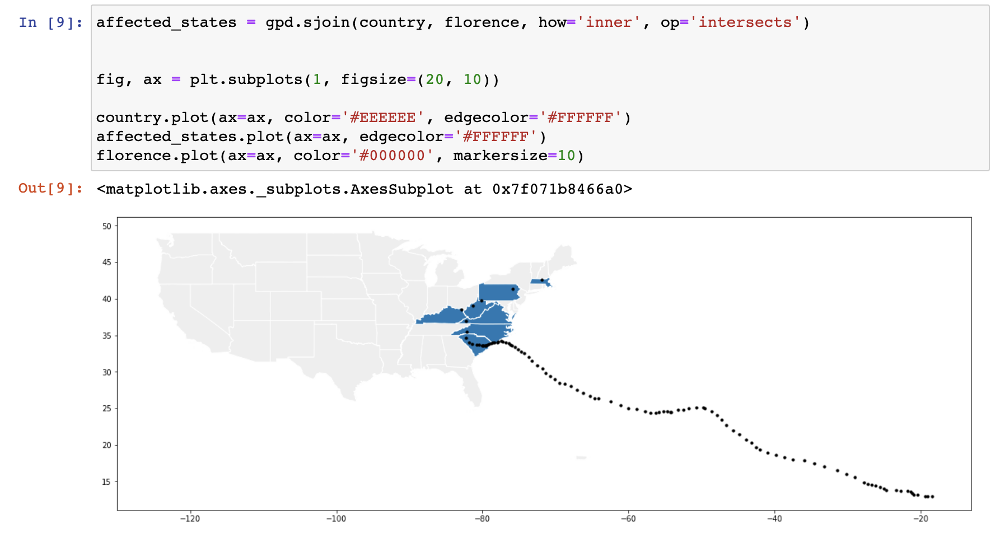 In [9]: affected_states = gpd.sjoin(country, florence, how='inner', op='intersects')
fig, ax = plt.subplots(1, figsize=(20, 10))
country.plot(ax=ax, color='#EEEEEE', edgecolor='#FFFFFF')
affected_states.plot(ax=ax, edgecolor='#FFFFFF')
florence.plot(ax=ax, color='#000000', markersize=10)
Out[9]: <matplotlib.axes._subplots.AxesSubplot at 0x7f071b8466a0>
50
45
40
35
30
25
20
15
−120 −100 −80 −60 −40 −20